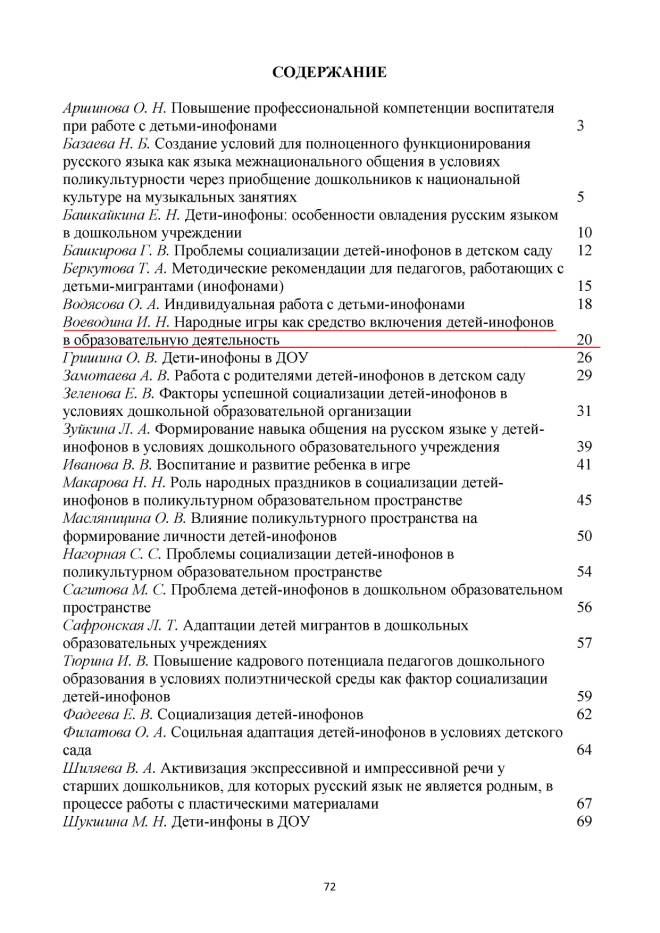 СОДЕРЖАНИЕ
Аршинова О. Н. Повышение профессиональной компетенции воспитателя
при работе с детьми-инофонами 3
Базаева Н. Б. Создание условий для полноценного функционирования
русского языка как языка межнационального общения в условиях
поликультурности через приобщение дошкольников к национальной
культуре на музыкальных занятиях 5
Башкайкина Е. Н. Дети-инофоны: особенности овладения русским языком
в дошкольном учреждении 10
Башкирова Г. В. Проблемы социализации детей-инофонов в детском саду 12
Беркутова Т. А. Методические рекомендации для педагогов, работающих с
детьми-мигрантами (инофонами) 15
Водясова О. А. Индивидуальная работа с детьми-инофонами 18
Воеводина И. Н. Народные игры как средство включения детей-инофонов
в образовательную деятельность 20
Гришина О. В. Дети-инофоны в ДОУ 26
Замотаева А. В. Работа с родителями детей-инофонов в детском саду 29
Зеленова Е. В. Факторы успешной социализации детей-инофонов в
условиях дошкольной образовательной организации 31
Зуйкина Л. А. Формирование навыка общения на русском языке у детей-
инофонов в условиях дошкольного образовательного учреждения 39
Иванова В. В. Воспитание и развитие ребенка в игре 41
Макарова Н. Н. Роль народных праздников в социализации детей-
инофонов в поликультурном образовательном пространстве 45
Масляницина О. В. Влияние поликультурного пространства на
формирование личности детей-инофонов 50
Нагорная С. С. Проблемы социализации детей-инофонов в
поликультурном образовательном пространстве 54
Сагитова М. С. Проблема детей-инофонов в дошкольном образовательном
пространстве 56
Сафронская Л. Т. Адаптации детей мигрантов в дошкольных
образовательных учреждениях 57
Тюрина И. В. Повышение кадрового потенциала педагогов дошкольного
образования в условиях полиэтнической среды как фактор социализации
детей-инофонов 59
Фадеева Е. В. Социализация детей-инофонов 62
Филатова О. А. Социльная адаптация детей-инофонов в условиях детского
сада 64
Шиляева В. А. Активизация экспрессивной и импрессивной речи у
старших дошкольников, для которых русский язык не является родным, в
процессе работы с пластическими материалами 67
Шукшина М. Н. Дети-инфоны в ДОУ 69
72